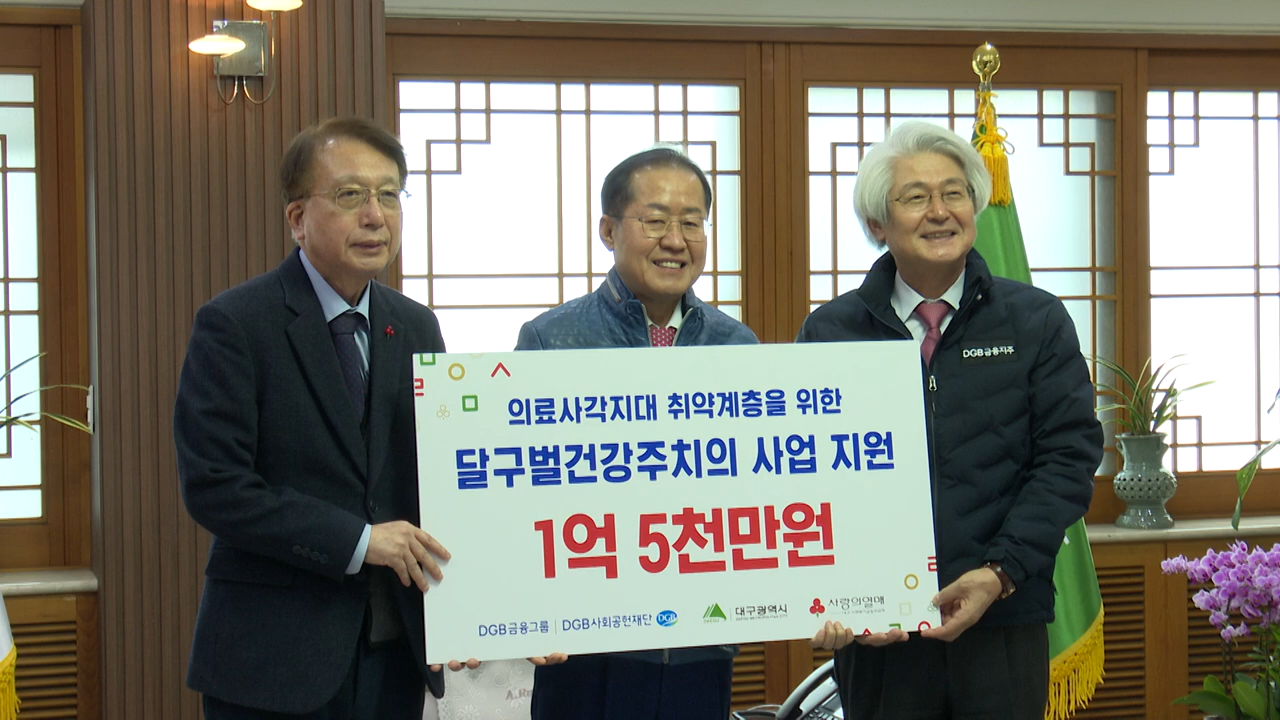 DGB금융지주
의료사각지대 취약계층을 위한
달구벌건강주치의 사업 지원
1억 5천만원
DGB금융그룹 DGB사회공헌재단 DGB 대구광역시 사랑의열매